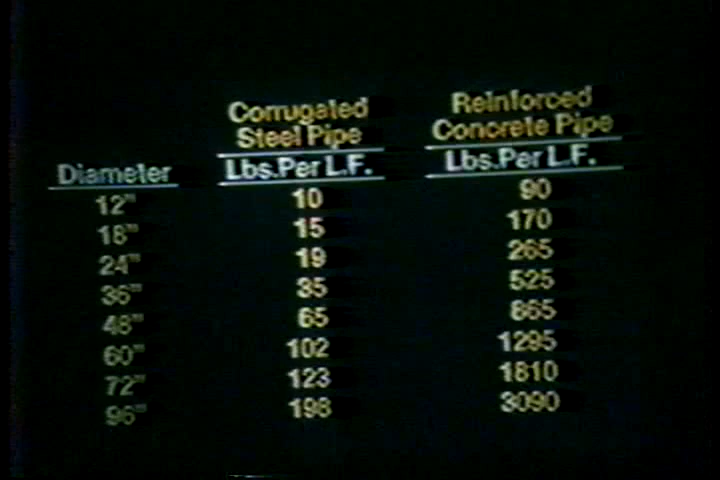 Corrugated Steel Pipe Reinforced Concrete Pipe
Diameter Lbs.Per L.F. Lbs.Per L.F.
12" 10 90
18" 15 170
24" 19 265
36" 35 525
48" 65 865
60" 102 1295
72" 123 1810
96" 198 3090